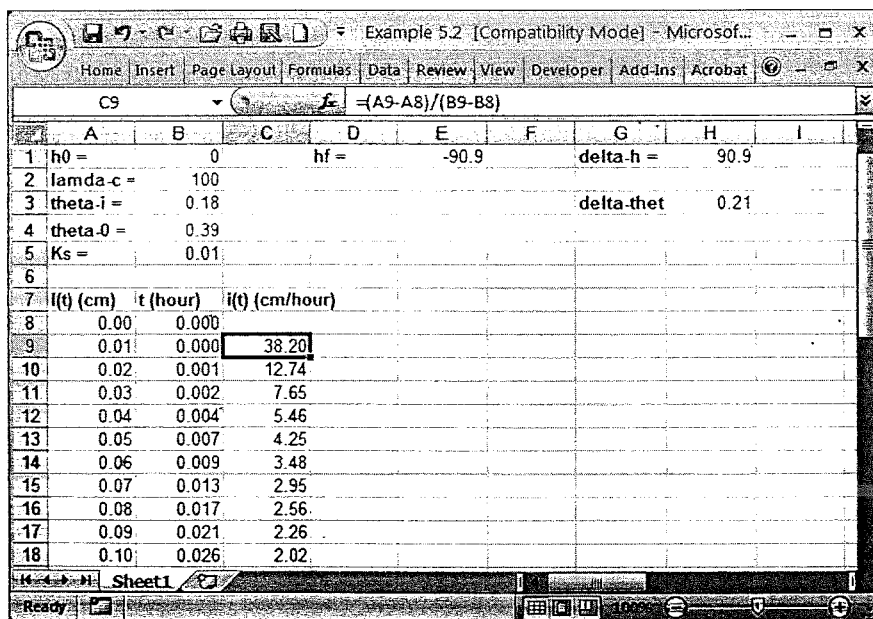 Example 5.2 [Compatibility Mode] - Microsof...
Home Insert Page Layout Formulas Data Review View Developer Add-Ins Acrobat
C9 fx =(A9-A8)/(B9-B8)
A B C D E F G H I
1 h0 = 0 hf = -90.9 delta-h = 90.9
2 lamda-c = 100
3 theta-i = 0.18 delta-thet 0.21
4 theta-0 = 0.39
5 Ks = 0.01
6
7 I(t) (cm) t (hour) i(t) (cm/hour)
8 0.00 0.000
9 0.01 0.000 38.20
10 0.02 0.001 12.74
11 0.03 0.002 7.65
12 0.04 0.004 5.46
13 0.05 0.007 4.25
14 0.06 0.009 3.48
15 0.07 0.013 2.95
16 0.08 0.017 2.56
17 0.09 0.021 2.26
18 0.10 0.026 2.02
Sheet1
Ready 100%